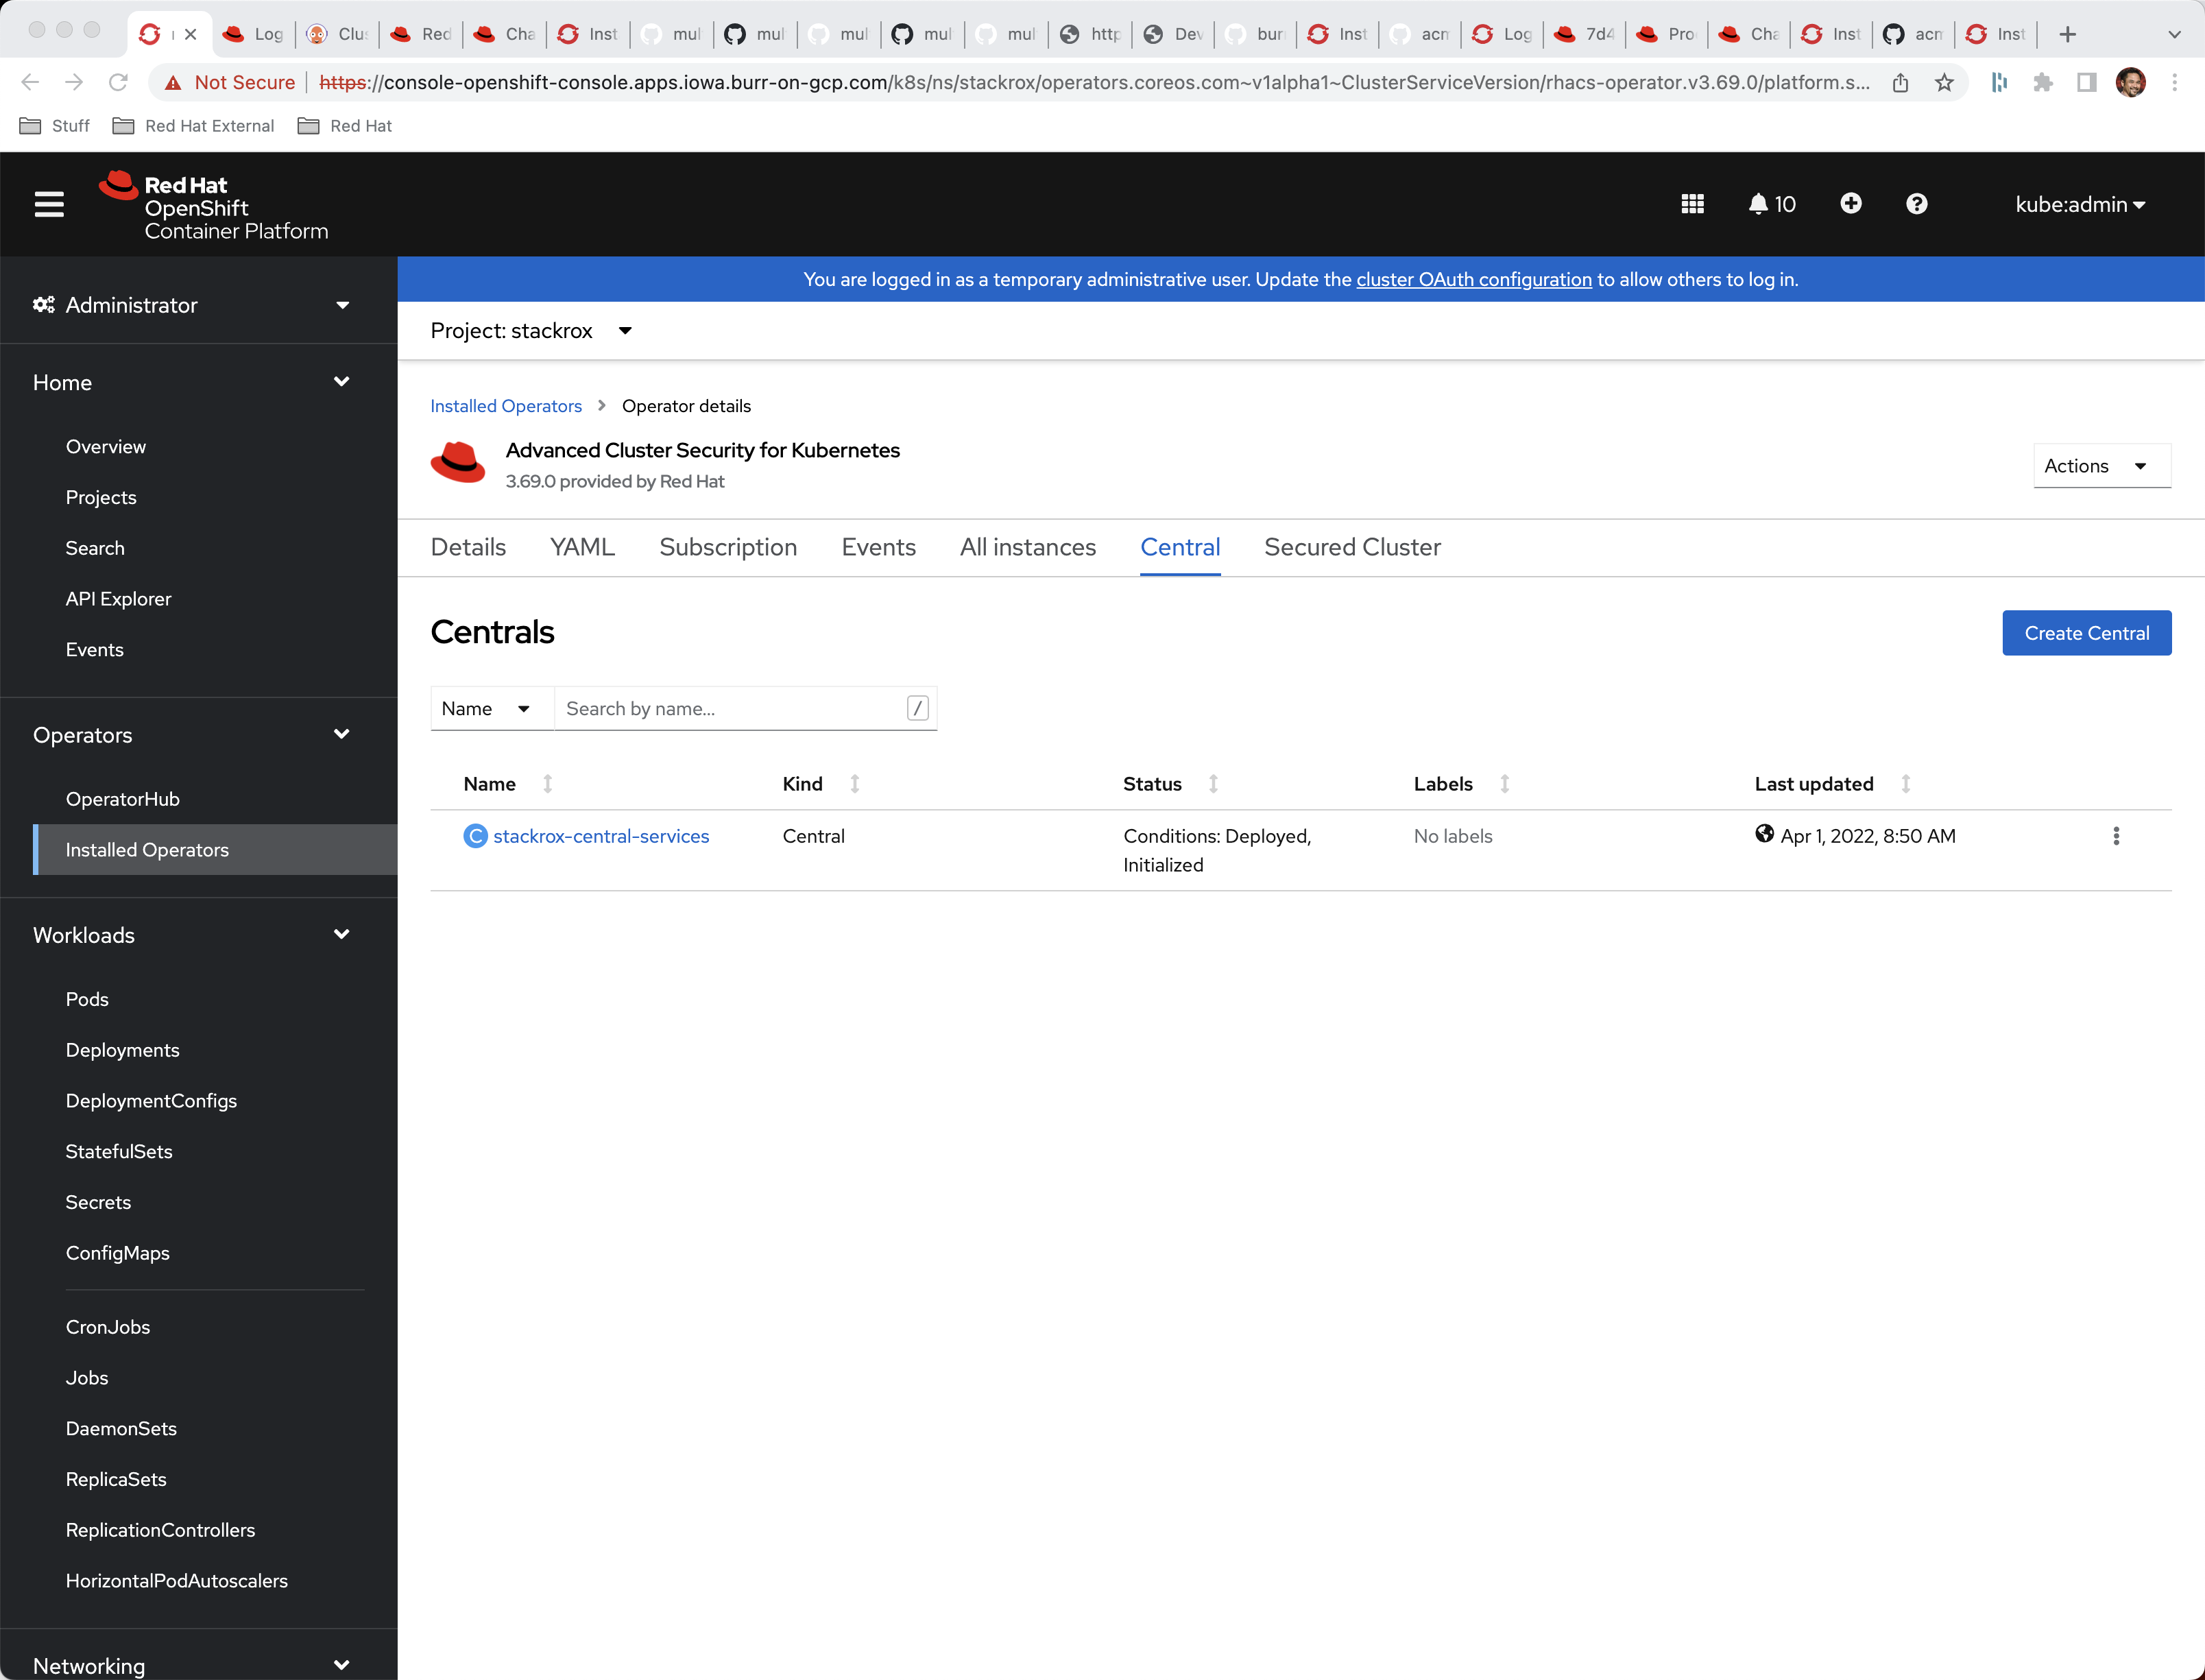 Log
Clu
Red
Cha
Inst
mul
mul
mul
mul
mul
http
Dev
bur
Inst
acm
Log
7d4
Pro
Cha
Inst
acm
Inst
Not Secure
https://console-openshift-console.apps.iowa.burr-on-gcp.com/k8s/ns/stackrox/operators.coreos.com~v1alpha1~ClusterServiceVersion/rhacs-operator.v3.69.0/platform.s...
Stuff
Red Hat External
Red Hat
Red Hat
OpenShift
Container Platform
10
kube:admin
You are logged in as a temporary administrative user. Update the cluster OAuth configuration to allow others to log in.
Administrator
Home
Overview
Projects
Search
API Explorer
Events
Operators
OperatorHub
Installed Operators
Workloads
Pods
Deployments
DeploymentConfigs
StatefulSets
Secrets
ConfigMaps
CronJobs
Jobs
DaemonSets
ReplicaSets
ReplicationControllers
HorizontalPodAutoscalers
Networking
Project: stackrox
Installed Operators
Operator details
Advanced Cluster Security for Kubernetes
3.69.0 provided by Red Hat
Actions
Details
YAML
Subscription
Events
All instances
Central
Secured Cluster
Centrals
Create Central
Name
Search by name...
/
Name
Kind
Status
Labels
Last updated
C stackrox-central-services
Central
Conditions: Deployed,
Initialized
No labels
Apr 1, 2022, 8:50 AM